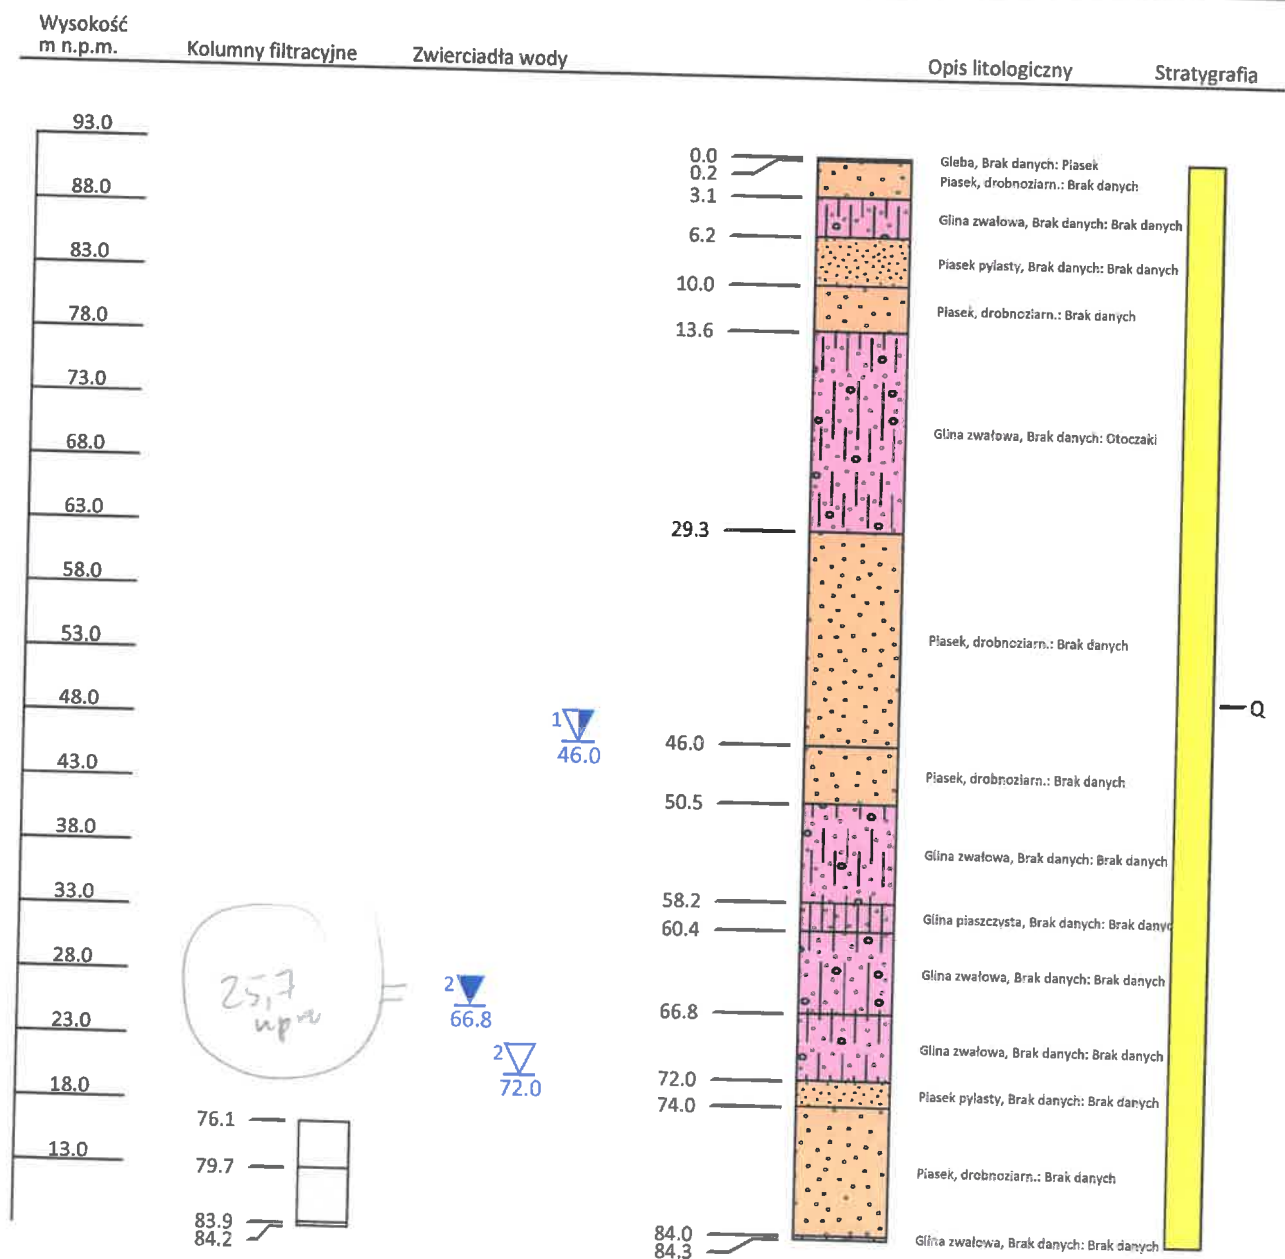 Wysokość
m n.p.m.
Kolumny filtracyjne
Zwierciadła wody
Opis litologiczny
Stratygrafia
93.0
88.0
83.0
78.0
73.0
68.0
63.0
58.0
53.0
48.0
43.0
38.0
33.0
28.0
23.0
18.0
13.0
25,7
76.1
79.7
83.9
84.2
1
46.0
2
66.8
2
72.0
0.0
0.2
3.1
6.2
10.0
13.6
29.3
46.0
50.5
58.2
60.4
66.8
72.0
74.0
84.0
84.3
Gleba, Brak danych: Piasek
Piasek, drobnoziarn.: Brak danych
Glina zwałowa, Brak danych: Brak danych
Piasek pylasty, Brak danych: Brak danych
Piasek, drobnoziarn.: Brak danych
Glina zwałowa, Brak danych: Otoczaki
Piasek, drobnoziarn.: Brak danych
Piasek, drobnoziarn.: Brak danych
Glina zwałowa, Brak danych: Brak danych
Glina piaszczysta, Brak danych: Brak danyc
Glina zwałowa, Brak danych: Brak danych
Glina zwałowa, Brak danych: Brak danych
Piasek pylasty, Brak danych: Brak danych
Piasek, drobnoziarn.: Brak danych
Glina zwałowa, Brak danych: Brak danych
Q